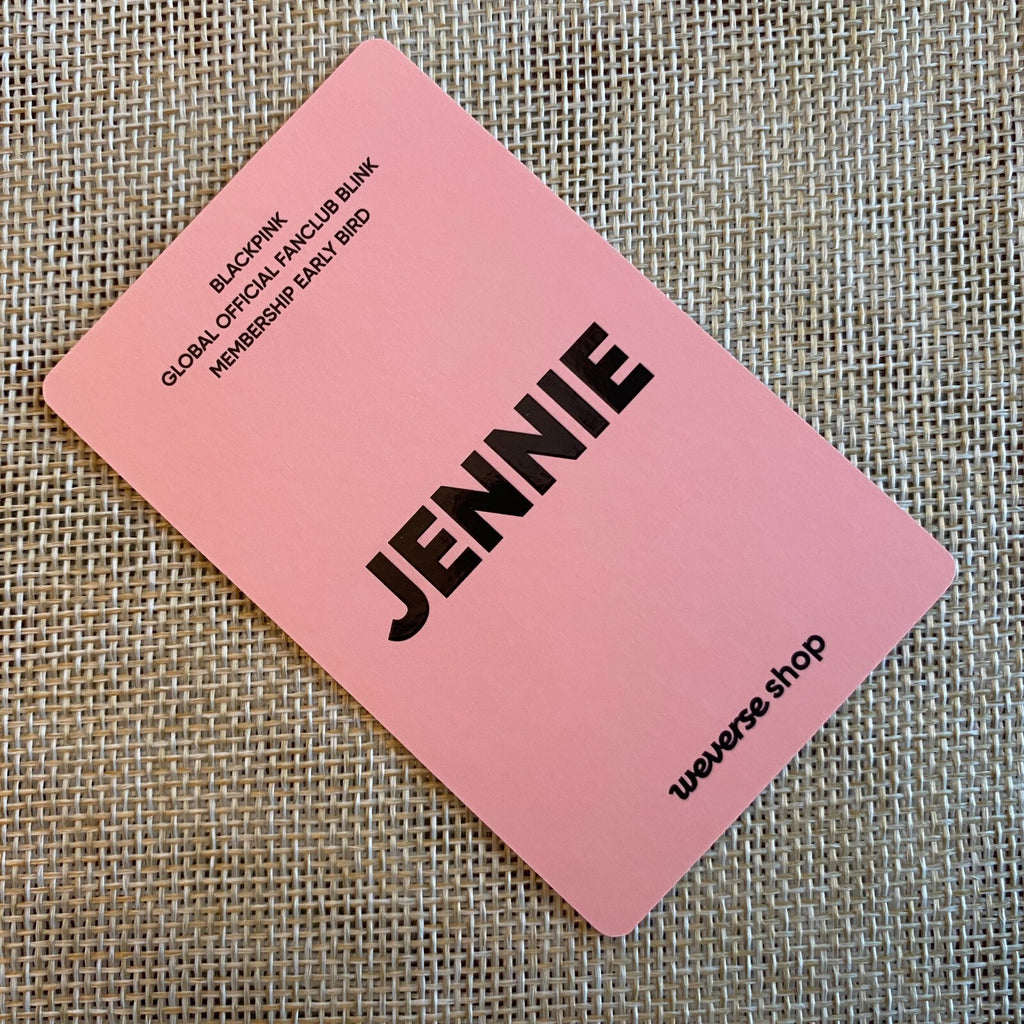 BLACKPINK
GLOBAL OFFICIAL FANCLUB BLINK
MEMBERSHIP EARLY BIRD
JENNIE
weverse shop